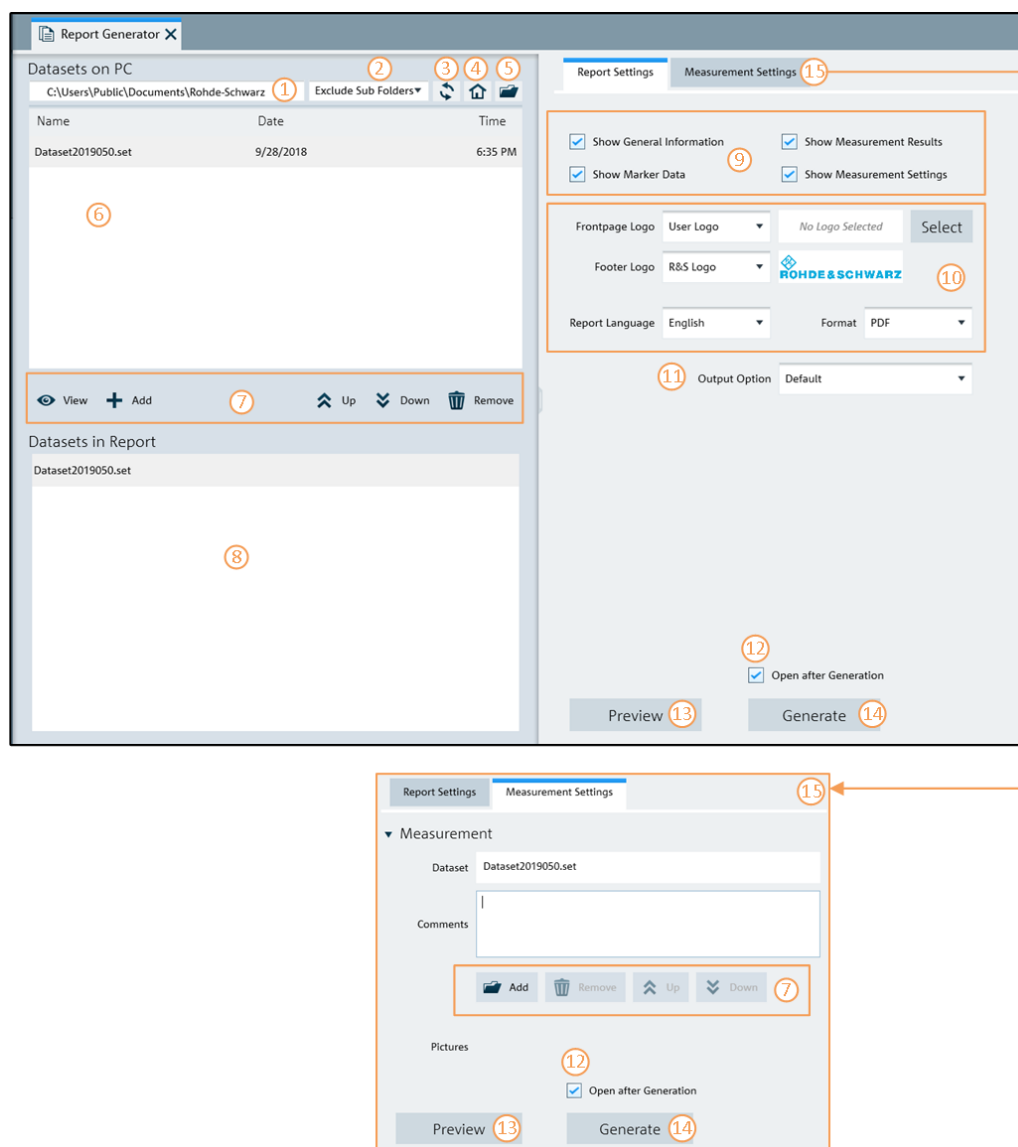 Report Generator
Datasets on PC
2 3 4 5
C:\Users\Public\Documents\Rohde-Schwarz 1 Exclude Sub Folders
Name Date Time
Dataset2019050.set 9/28/2018 6:35 PM
6
View Add 7 Up Down Remove
Datasets in Report
Dataset2019050.set
8
Report Settings Measurement Settings 15
Show General Information Show Measurement Results
9
Show Marker Data Show Measurement Settings
Frontpage Logo User Logo No Logo Selected Select
Footer Logo R&S Logo ROHDE&SCHWARZ 10
Report Language English Format PDF
11 Output Option Default
12
Open after Generation
Preview 13 Generate 14
Report Settings Measurement Settings 15
Measurement
Dataset Dataset2019050.set
Comments
Add Remove Up Down 7
Pictures
12
Open after Generation
Preview 13 Generate 14